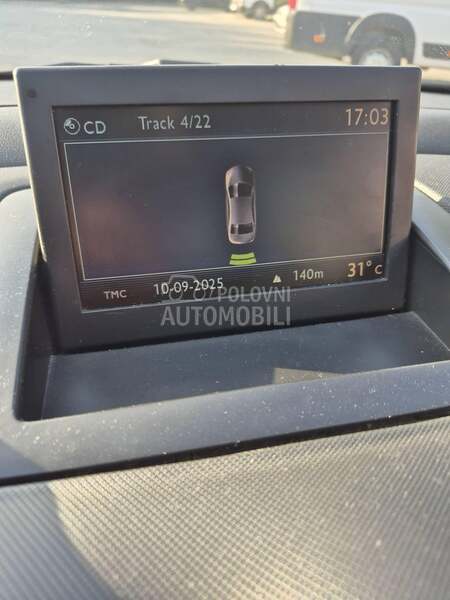 CD Track 4/22 17:03
TMC 10-09-2025 140m 31° C
POLOVNI
AUTOMOBILI